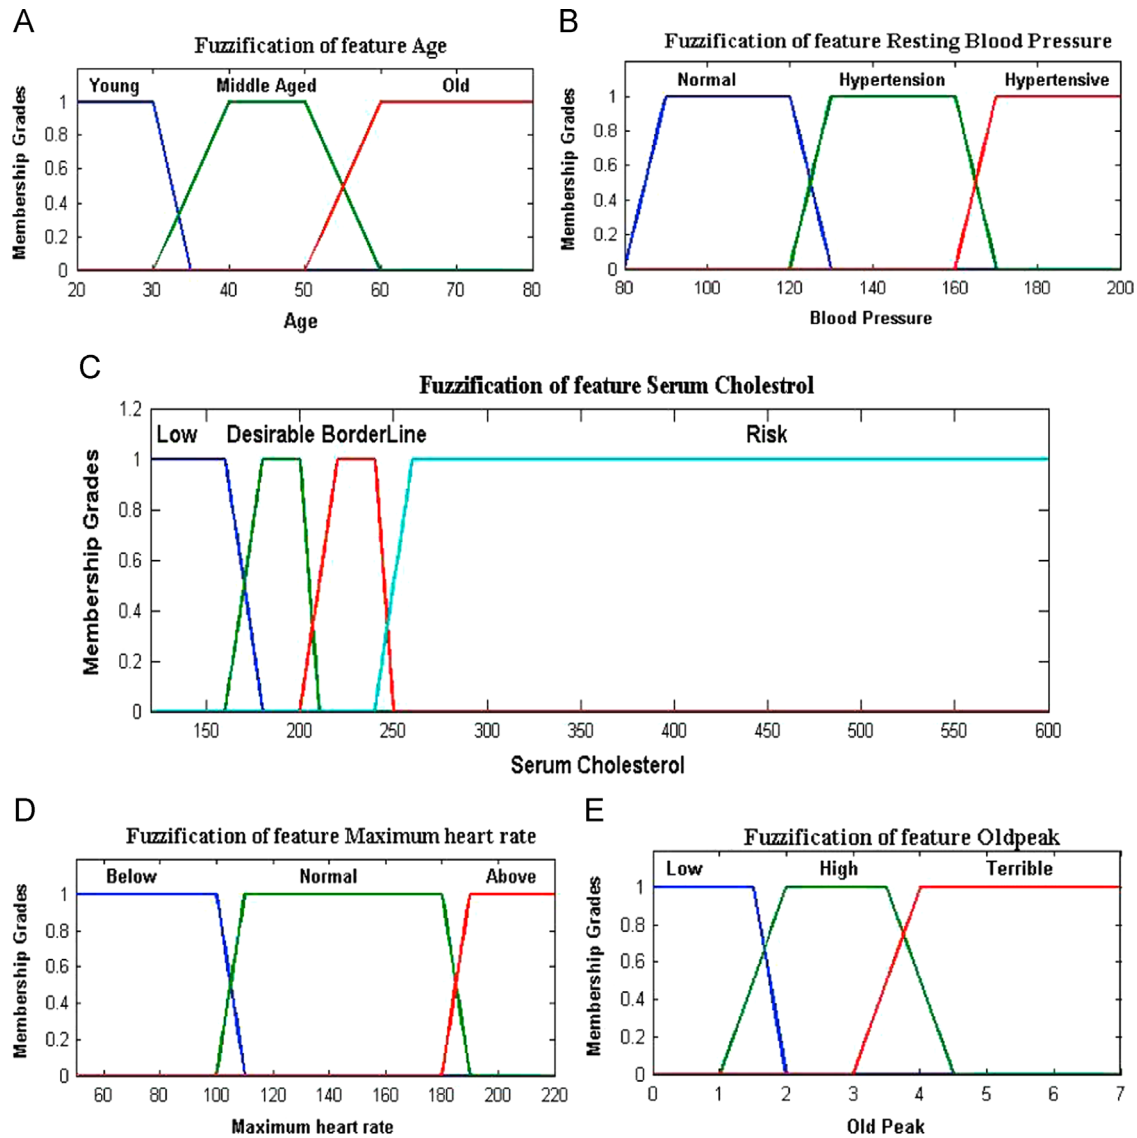 A
Fuzzification of feature Age
Young Middle Aged Old
Membership Grades
1
0.8
0.6
0.4
0.2
0
20 30 40 50 60 70 80
Age
B
Fuzzification of feature Resting Blood Pressure
Normal Hypertension Hypertensive
Membership Grades
1
0.8
0.6
0.4
0.2
0
80 100 120 140 160 180 200
Blood Pressure
C
Fuzzification of feature Serum Cholestrol
Low Desirable BorderLine Risk
Membership Grades
1.2
1
0.8
0.6
0.4
0.2
0
150 200 250 300 350 400 450 500 550 600
Serum Cholesterol
D
Fuzzification of feature Maximum heart rate
Below Normal Above
Membership Grades
1
0.8
0.6
0.4
0.2
0
60 80 100 120 140 160 180 200 220
Maximum heart rate
E
Fuzzification of feature Oldpeak
Low High Terrible
Membership Grades
1
0.8
0.6
0.4
0.2
0
0 1 2 3 4 5 6 7
Old Peak